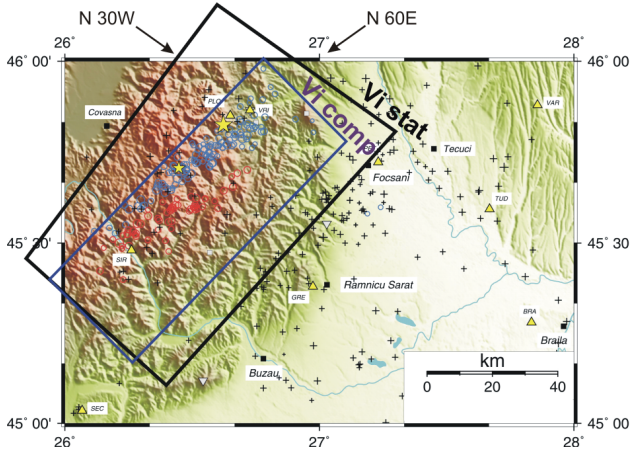 N 30W
N 60E
26°
27°
28°
46° 00'
46° 00'
PLO
VRI
VAR
Covasna
Vi comp
Vi stat
Tecuci
Focsani
TUD
45° 30'
45° 30'
SIR
GRE
Ramnicu Sarat
BRA
Braila
Buzau
km
0 20 40
SEC
45° 00'
45° 00'
26°
27°
28°